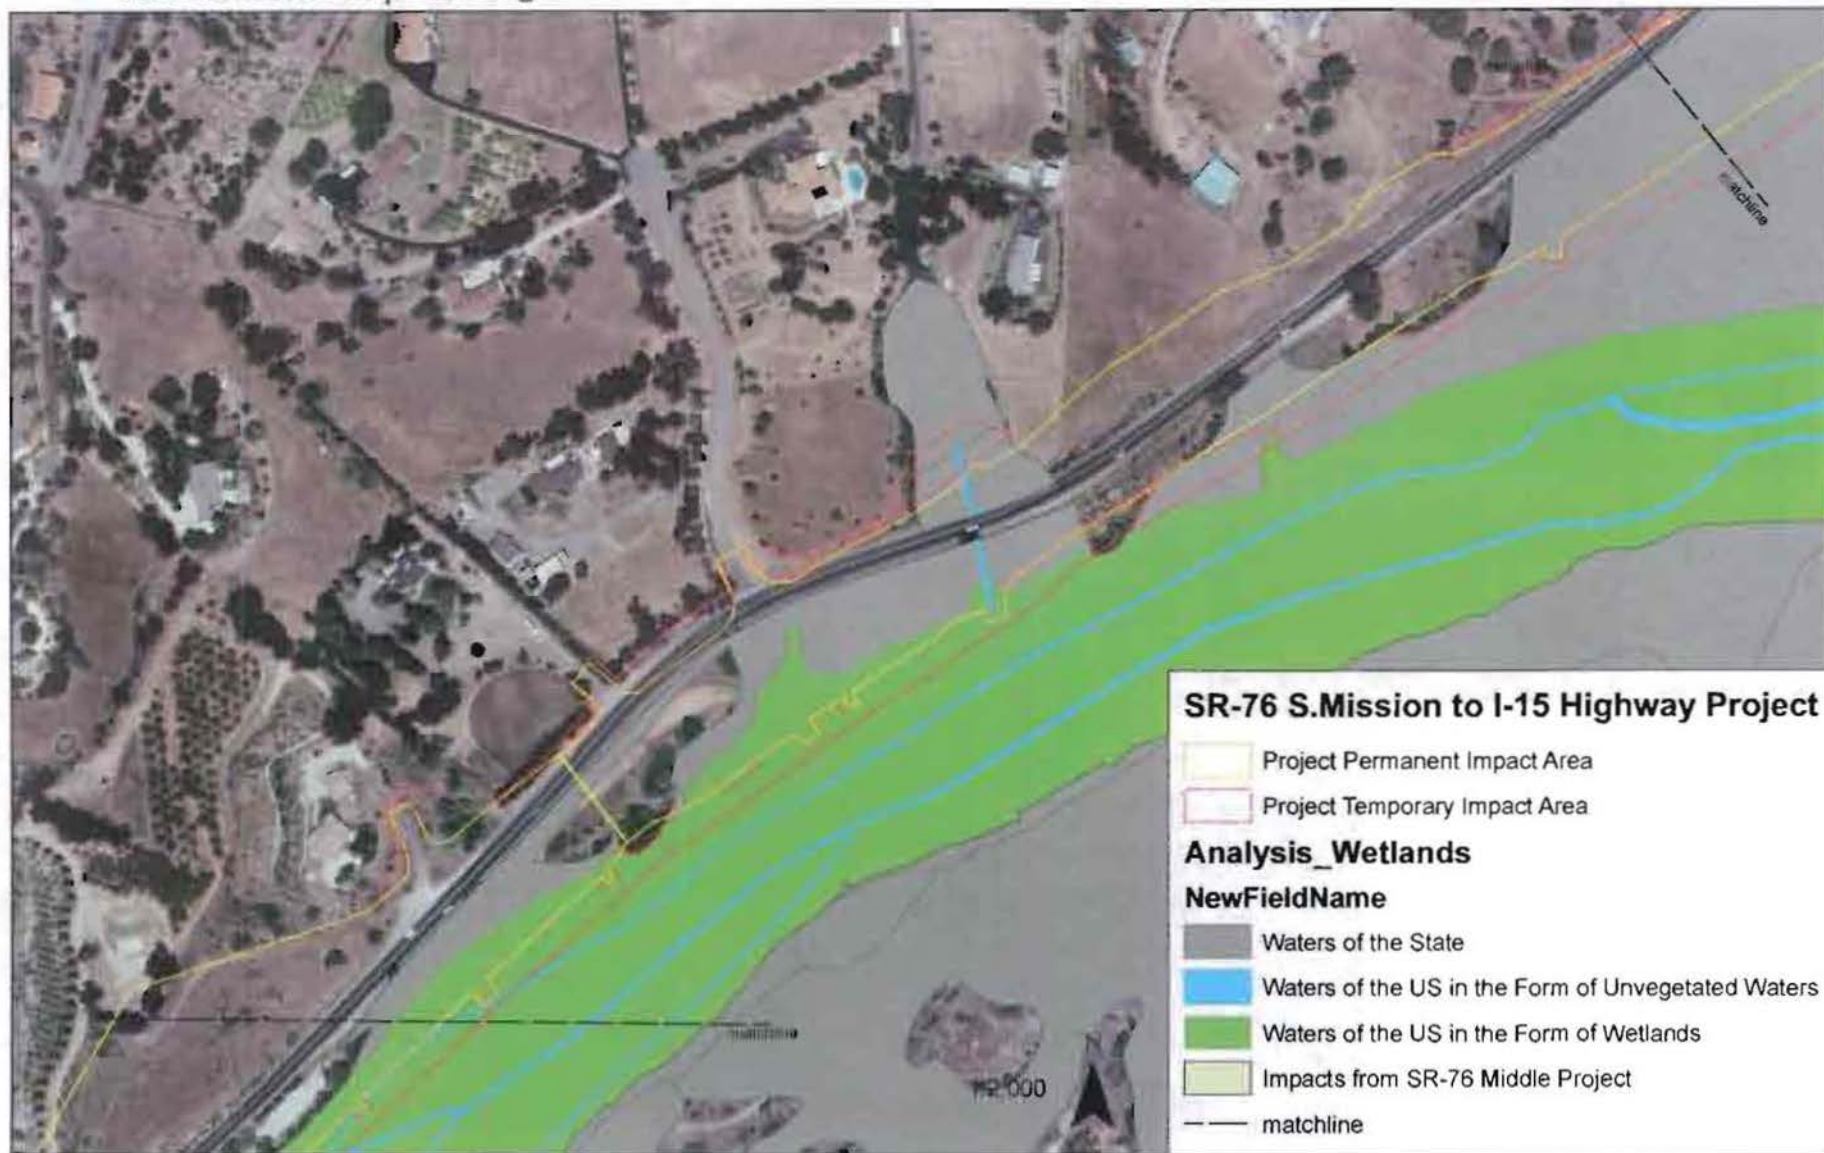 matchline
SR-76 S.Mission to I-15 Highway Project
Project Permanent Impact Area
Project Temporary Impact Area
Analysis_Wetlands
NewFieldName
Waters of the State
Waters of the US in the Form of Unvegetated Waters
Waters of the US in the Form of Wetlands
Impacts from SR-76 Middle Project
matchline